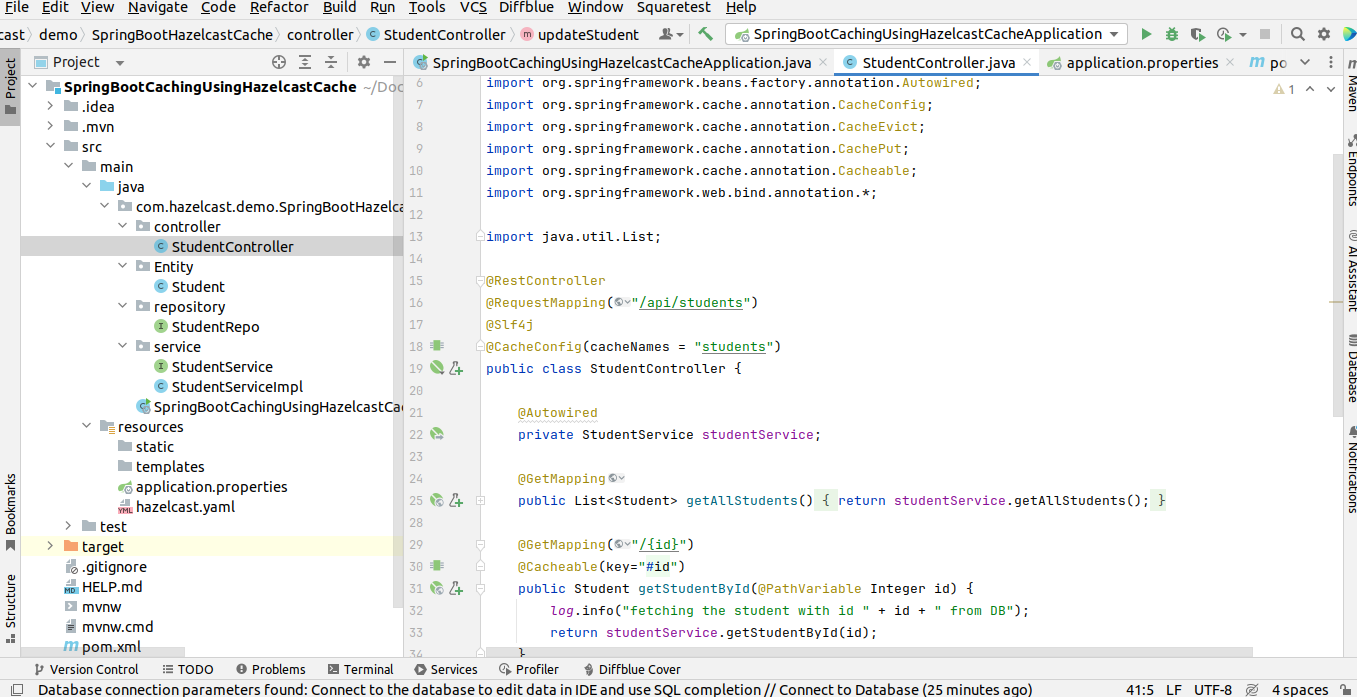 File Edit View Navigate Code Refactor Build Run Tools VCS Diffblue Window Squaretest Help
cast demo SpringBootHazelcastCache controller StudentController updateStudent SpringBootCachingUsingHazelcastCacheApplication
Project
SpringBootCachingUsingHazelcastCacheApplication.java StudentController.java application.properties po
SpringBootCachingUsingHazelcastCache ~/Doc
.idea
.mvn
src
main
java
com.hazelcast.demo.SpringBootHazelca
controller
StudentController
Entity
Student
repository
StudentRepo
service
StudentService
StudentServiceImpl
SpringBootCachingUsingHazelcastCa
resources
static
templates
application.properties
hazelcast.yaml
test
target
.gitignore
HELP.md
mvnw
mvnw.cmd
pom.xml
Project
Bookmarks
Structure
1
6 import org.springframework.beans.factory.annotation.Autowired;
7 import org.springframework.cache.annotation.CacheConfig;
8 import org.springframework.cache.annotation.CacheEvict;
9 import org.springframework.cache.annotation.CachePut;
10 import org.springframework.cache.annotation.Cacheable;
11 import org.springframework.web.bind.annotation.*;
12
13 import java.util.List;
14
15 @RestController
16 @RequestMapping("/api/students")
17 @Slf4j
18 @CacheConfig(cacheNames = "students")
19 public class StudentController {
20
21 @Autowired
22 private StudentService studentService;
23
24 @GetMapping
25 public List<Student> getAllStudents() { return studentService.getAllStudents(); }
28
29 @GetMapping("/{id}")
30 @Cacheable(key="#id")
31 public Student getStudentById(@PathVariable Integer id) {
32 log.info("fetching the student with id " + id + " from DB");
33 return studentService.getStudentById(id);
34 }
Maven
Endpoints
AI Assistant
Database
Notifications
Version Control TODO Problems Terminal Services Profiler Diffblue Cover
Database connection parameters found: Connect to the database to edit data in IDE and use SQL completion // Connect to Database (25 minutes ago) 41:5 LF UTF-8 4 spaces